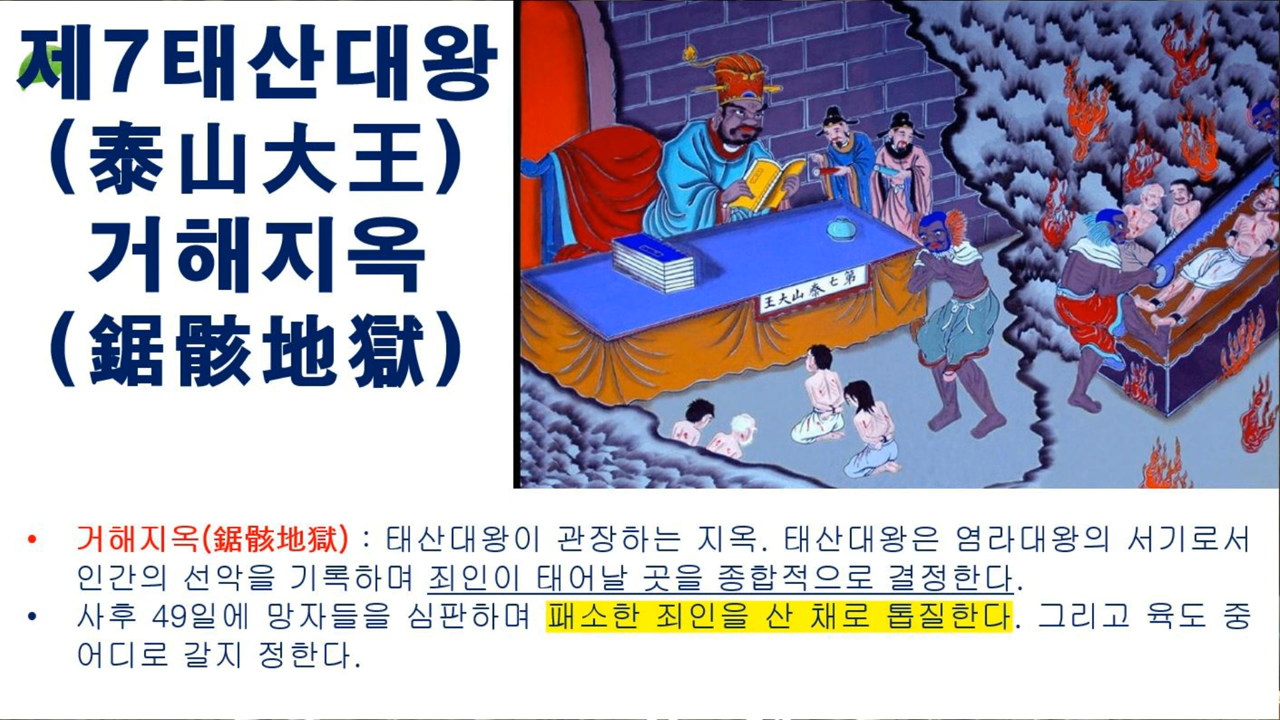 제7태산대왕
(泰山大王)
거해지옥
(鋸骸地獄)
王大山泰七第
• 거해지옥(鋸骸地獄) : 태산대왕이 관장하는 지옥. 태산대왕은 염라대왕의 서기로서
인간의 선악을 기록하며 죄인이 태어날 곳을 종합적으로 결정한다.
• 사후 49일에 망자들을 심판하며 패소한 죄인을 산 채로 톱질한다. 그리고 육도 중
어디로 갈지 정한다.